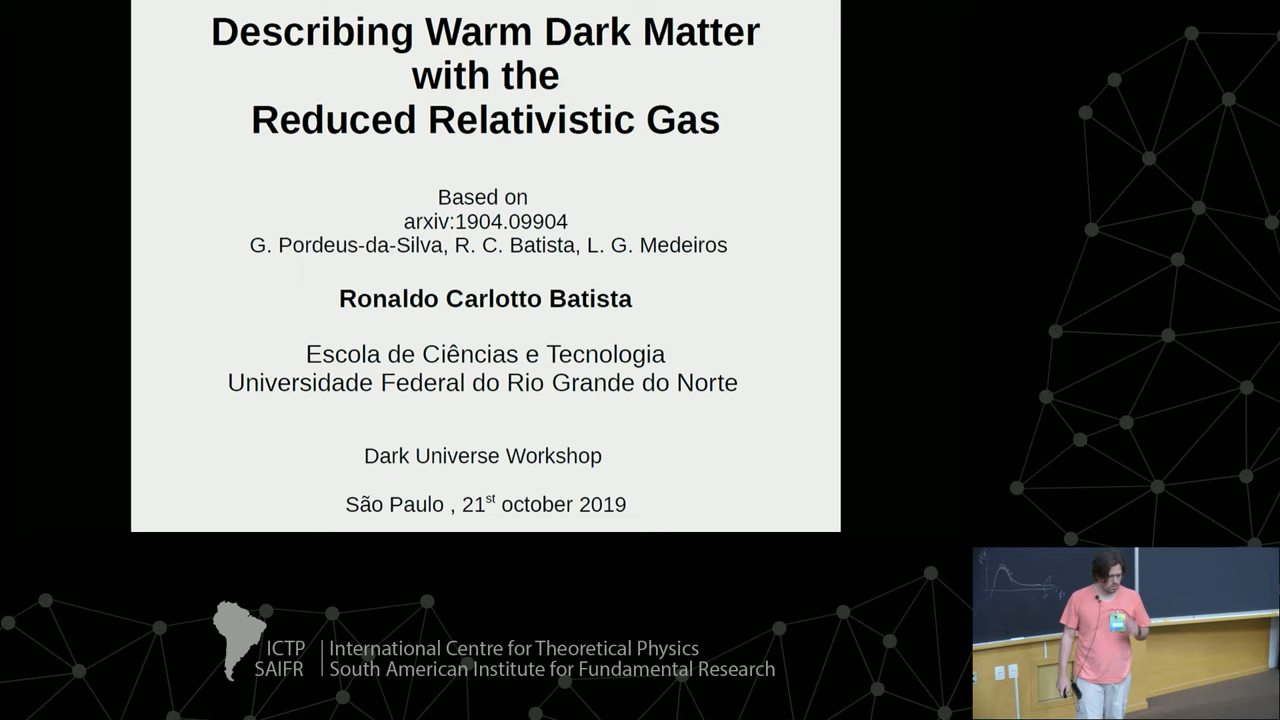 Describing Warm Dark Matter
with the
Reduced Relativistic Gas
Based on
arxiv:1904.09904
G. Pordeus-da-Silva, R. C. Batista, L. G. Medeiros
Ronaldo Carlotto Batista
Escola de Ciências e Tecnologia
Universidade Federal do Rio Grande do Norte
Dark Universe Workshop
São Paulo , 21st october 2019
ICTP
SAIFR
International Centre for Theoretical Physics
South American Institute for Fundamental Research